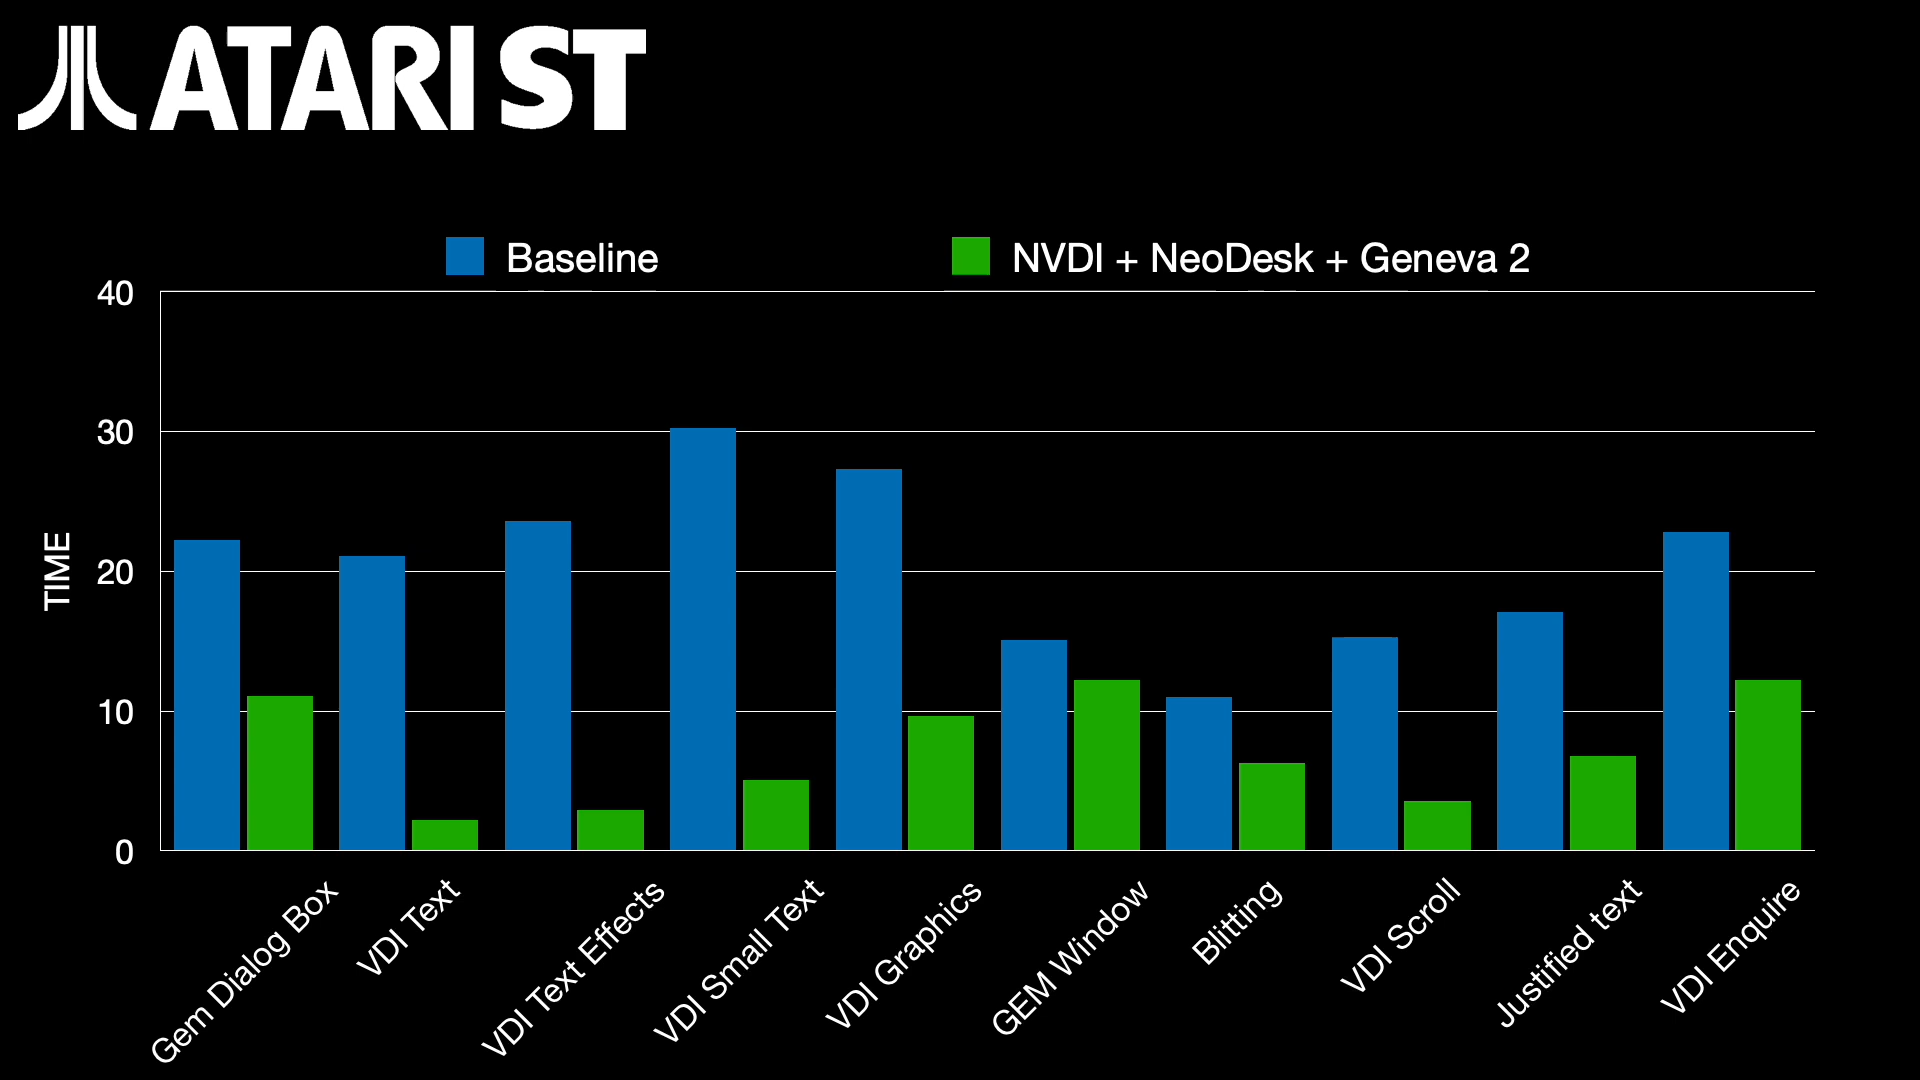 ATARI ST
Baseline
NVDI + NeoDesk + Geneva 2
40
30
20
10
0
TIME
Gem Dialog Box
VDI Text
VDI Text Effects
VDI Small Text
VDI Graphics
GEM Window
Blitting
VDI Scroll
Justified text
VDI Enquire